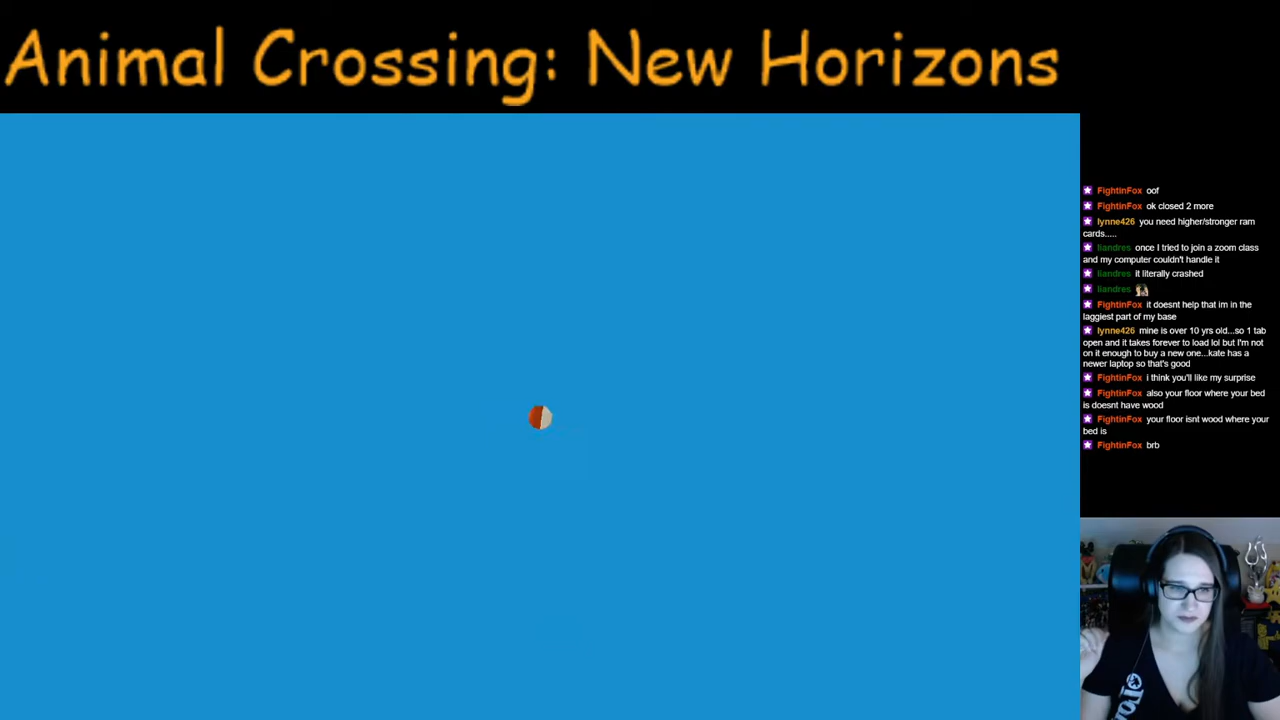 Animal Crossing: New Horizons
FightinFox oof
FightinFox ok closed 2 more
lynne426 you need higher/stronger ram
cards.....
liandres once I tried to join a zoom class
and my computer couldn't handle it
liandres it literally crashed
liandres
FightinFox it doesnt help that im in the
laggiest part of my base
lynne426 mine is over 10 yrs old...so 1 tab
open and it takes forever to load lol but I'm not
on it enough to buy a new one...kate has a
newer laptop so that's good
FightinFox i think you'll like my surprise
FightinFox also your floor where your bed
is doesnt have wood
FightinFox your floor isnt wood where your
bed is
FightinFox brb